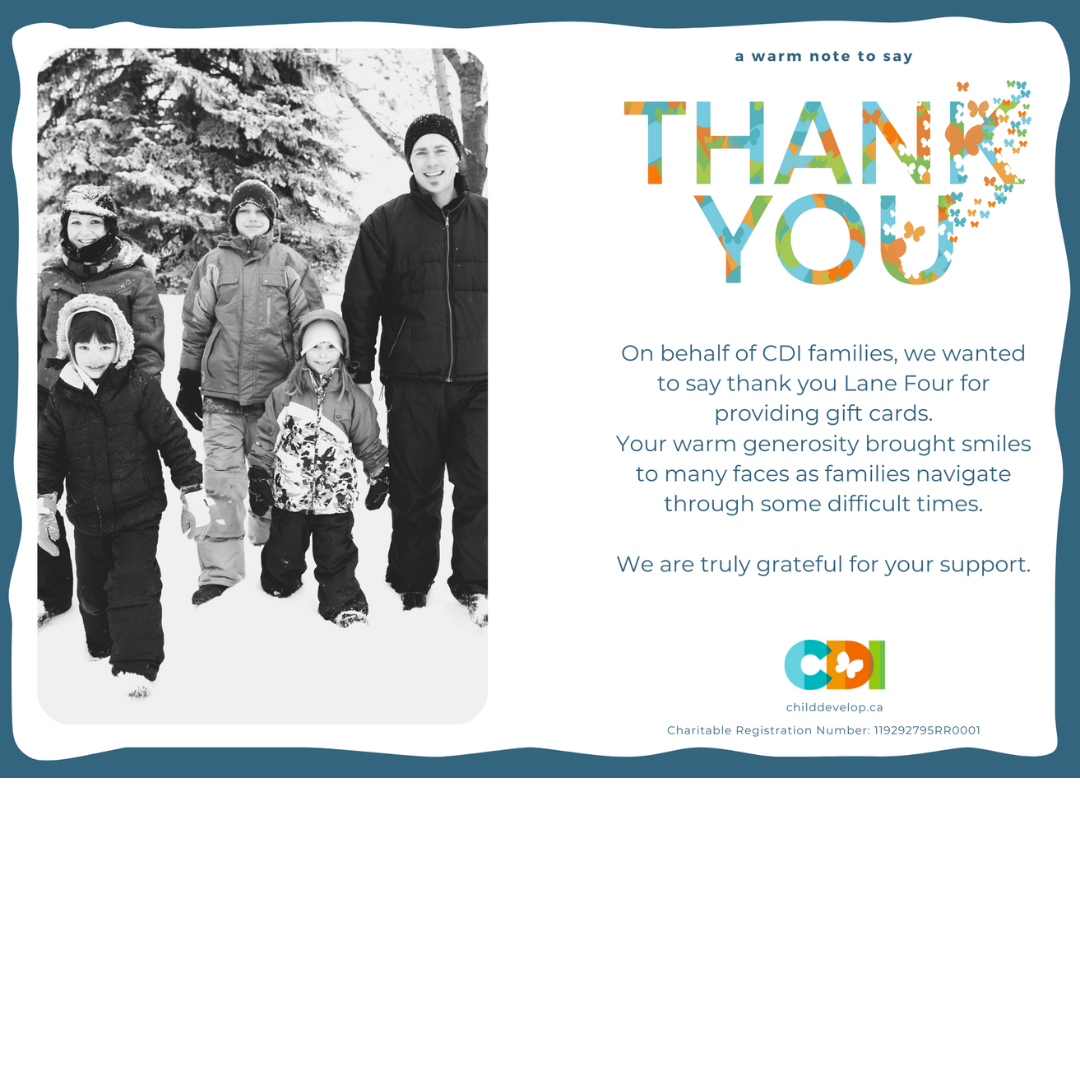 a warm note to say
THANK
YOU
On behalf of CDI families, we wanted
to say thank you Lane Four for
providing gift cards.
Your warm generosity brought smiles
to many faces as families navigate
through some difficult times.
We are truly grateful for your support.
CDI
childdevelop.ca
Charitable Registration Number: 119292795RR0001